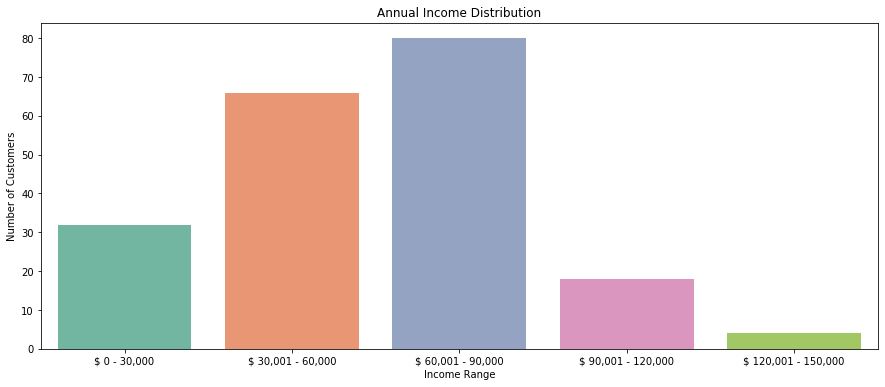 Annual Income Distribution
Number of Customers
80
70
60
50
40
30
20
10
0
$ 0 - 30,000
$ 30,001 - 60,000
$ 60,001 - 90,000
$ 90,001 - 120,000
$ 120,001 - 150,000
Income Range